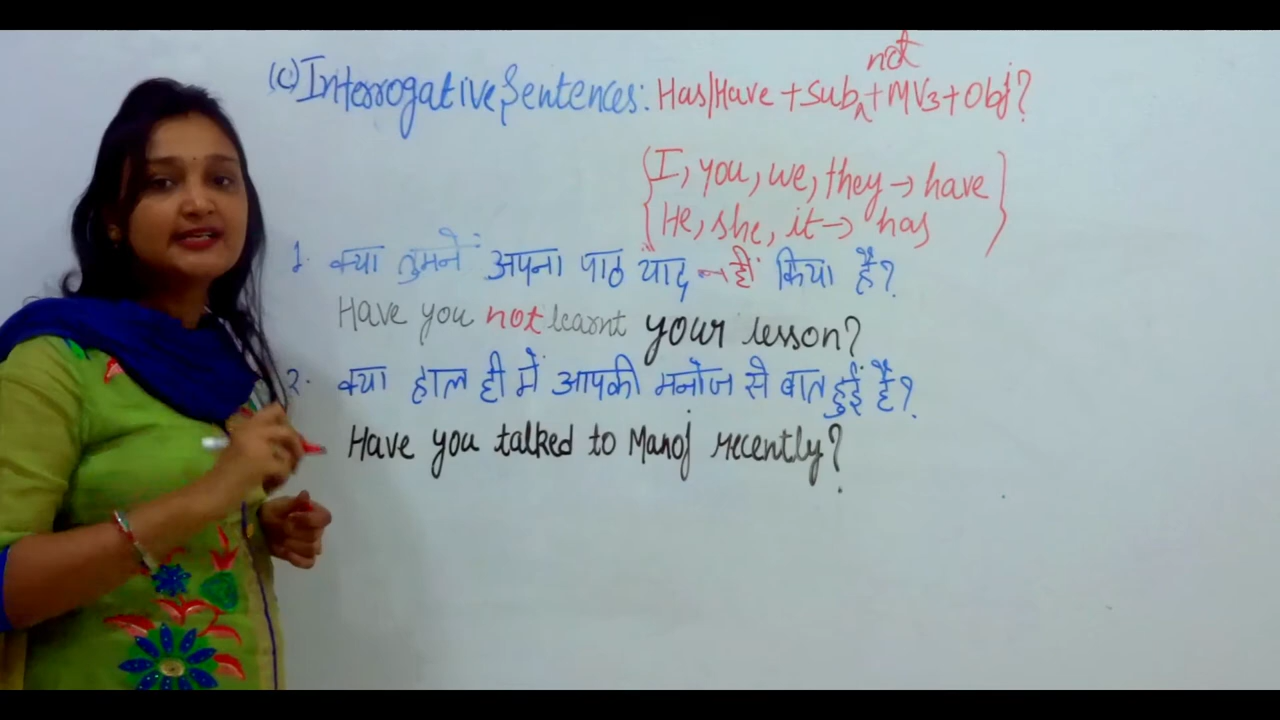 not
(C) Interrogative Sentences: Has/Have + Sub ^ + MV3 + Obj?
I, you, we, they → have
He, she, it → has
1. क्या तुमने अपना पाठ याद नहीं किया है?
Have you not learnt your lesson?
२. क्या हाल ही में आपकी मनोज से बात हुई है?
Have you talked to Manoj recently?